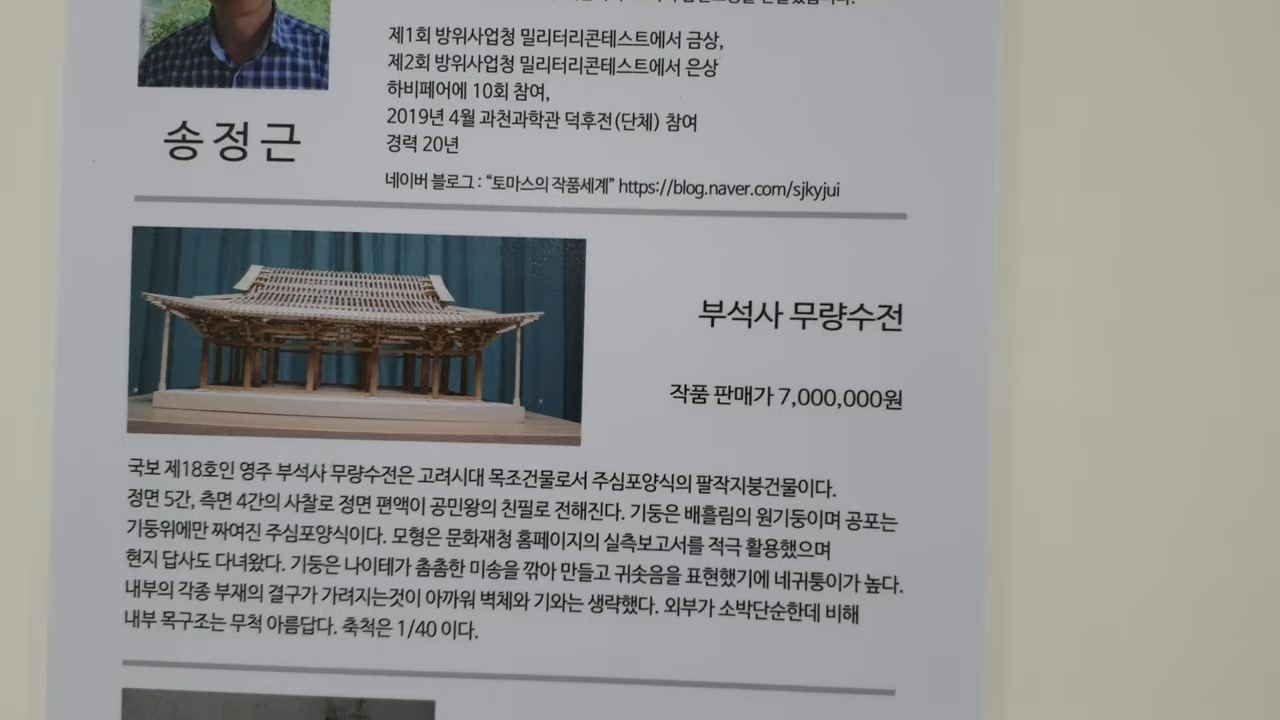 제1회 방위사업청 밀리터리콘테스트에서 금상,
제2회 방위사업청 밀리터리콘테스트에서 은상
하비페어에 10회 참여,
2019년 4월 과천과학관 덕후전(단체) 참여
경력 20년
송정근
네이버 블로그 : “토마스의 작품세계” https://blog.naver.com/sjkyjui
부석사 무량수전
작품 판매가 7,000,000원
국보 제18호인 영주 부석사 무량수전은 고려시대 목조건물로서 주심포양식의 팔작지붕건물이다.
정면 5간, 측면 4간의 사찰로 정면 편액이 공민왕의 친필로 전해진다. 기둥은 배흘림의 원기둥이며 공포는
기둥위에만 짜여진 주심포양식이다. 모형은 문화재청 홈페이지의 실측보고서를 적극 활용했으며
현지 답사도 다녀왔다. 기둥은 나이테가 촘촘한 미송을 깎아 만들고 귀솟음을 표현했기에 네귀퉁이가 높다.
내부의 각종 부재의 결구가 가려지는것이 아까워 벽체와 기와는 생략했다. 외부가 소박단순한데 비해
내부 목구조는 무척 아름답다. 축척은 1/40 이다.